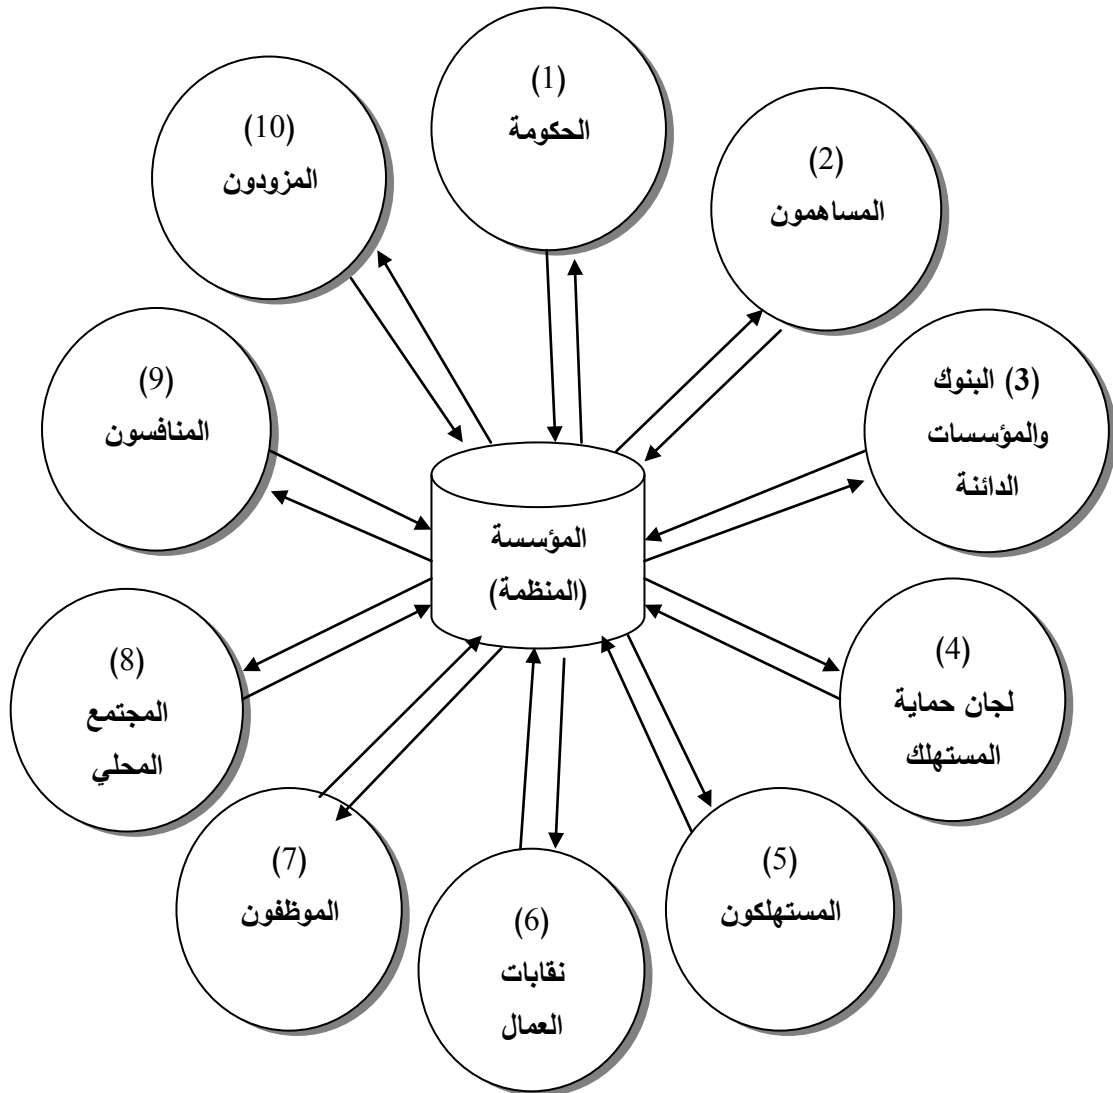 (1)
الحكومة
(2)
المساهمون
(3) البنوك
والمؤسسات
الدائنة
(4)
لجان حماية
المستهلك
(5)
المستهلكون
(6)
نقابات
العمال
(7)
الموظفون
(8)
المجتمع
المحلي
(9)
المنافسون
(10)
المزودون
المؤسسة
(المنظمة)